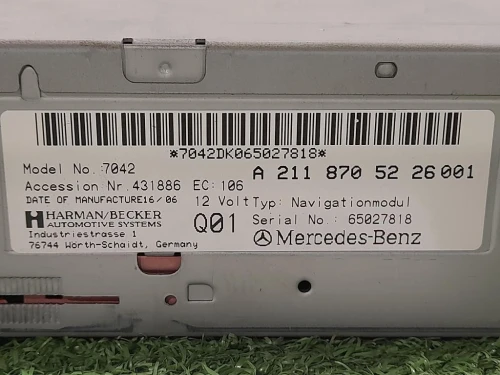 *7042DK065027818*
Model No.:7042
A 211 870 52 26 001
Accession Nr.431886 EC:106
DATE OF MANUFACTURE16/06
12 Volt Typ: Navigationmodul
HARMAN/BECKER
AUTOMOTIVE SYSTEMS
Q01
Serial No.: 65027818
Industriestrasse 1
76744 Wörth-Schaidt, Germany
Mercedes-Benz